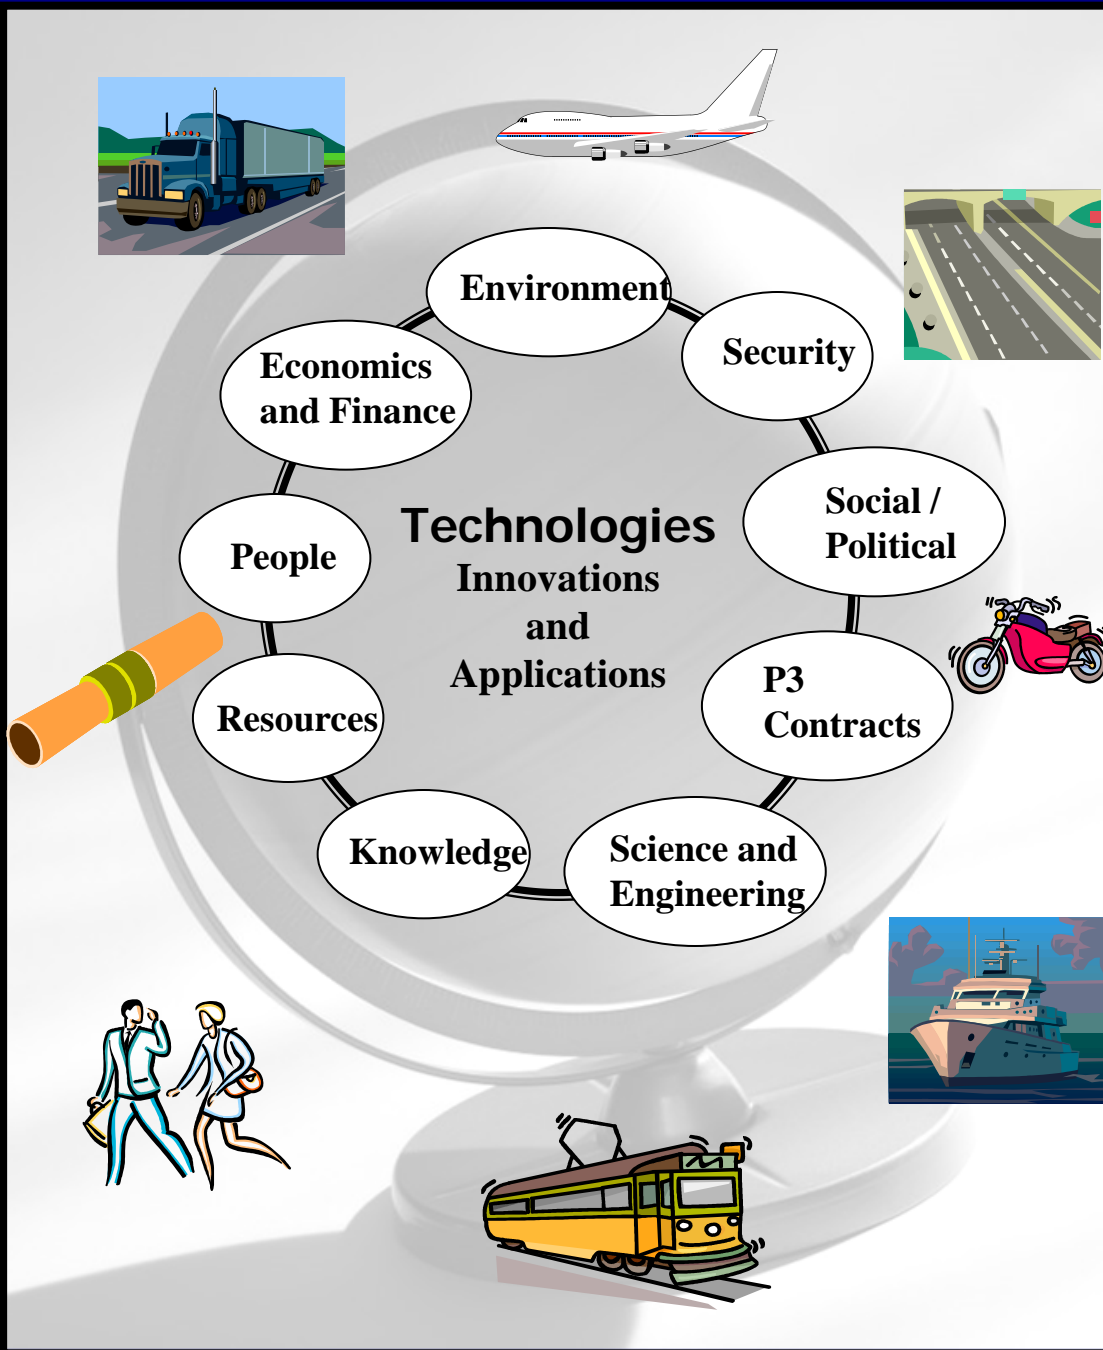 Environment
Security
Economics
and Finance
Social /
Political
People
Technologies
Innovations
and
Applications
P3
Contracts
Resources
Knowledge
Science and
Engineering